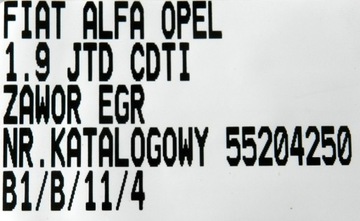 FIAT ALFA OPEL
1.9 JTD CDTI
ZAWOR EGR
NR.KATALOGOWY 55204250
B1/B/11/4